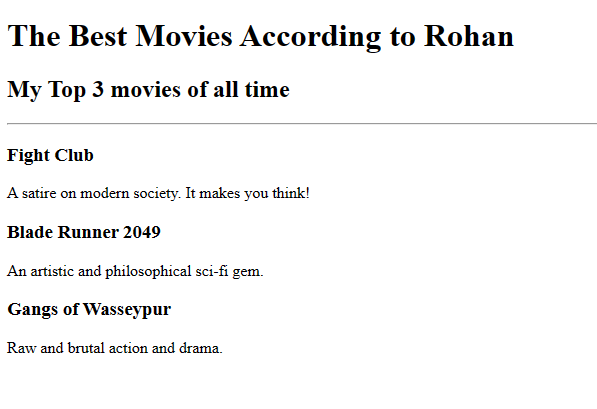 The Best Movies According to Rohan
My Top 3 movies of all time
Fight Club
A satire on modern society. It makes you think!
Blade Runner 2049
An artistic and philosophical sci-fi gem.
Gangs of Wasseypur
Raw and brutal action and drama.